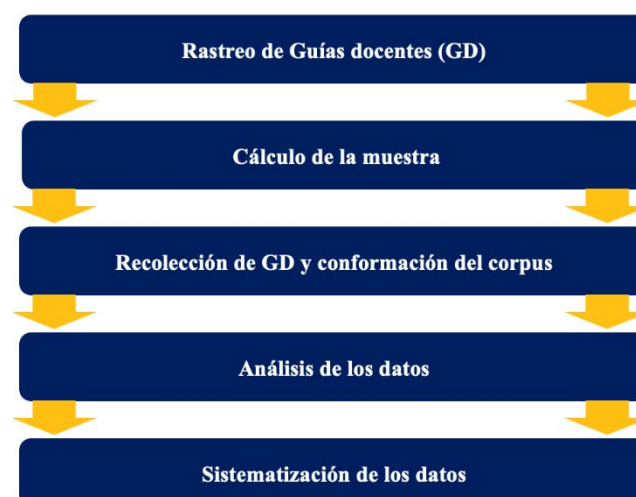 Rastreo de Guías docentes (GD)
Cálculo de la muestra
Recolección de GD y conformación del corpus
Análisis de los datos
Sistematización de los datos